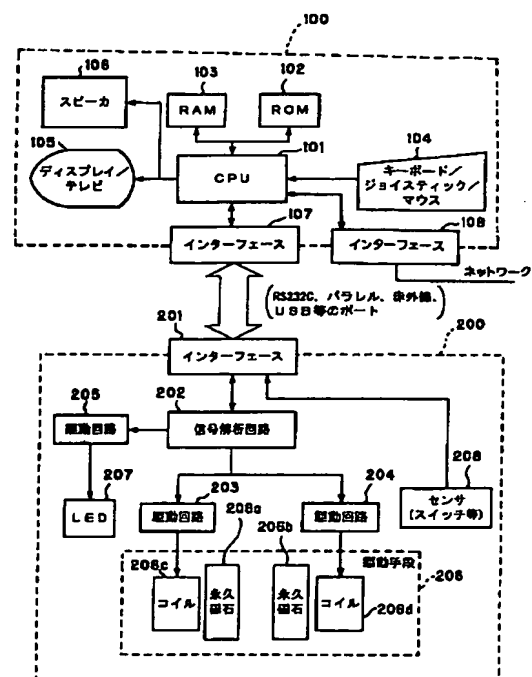 100
106
スピーカ
103
RAM
102
ROM
105
ディスプレイ/
テレビ
101
CPU
104
キーボード/
ジョイスティック/
マウス
107
インターフェース
108
インターフェース
ネットワーク
(RS232C、パラレル、赤外線、
USB等のポート)
200
201
インターフェース
202
信号解析回路
205
駆動回路
207
LED
208
センサ
(スイッチ等)
203
駆動回路
204
駆動回路
駆動手段
206
206c
コイル
206a
永久
磁石
206b
永久
磁石
コイル
206d